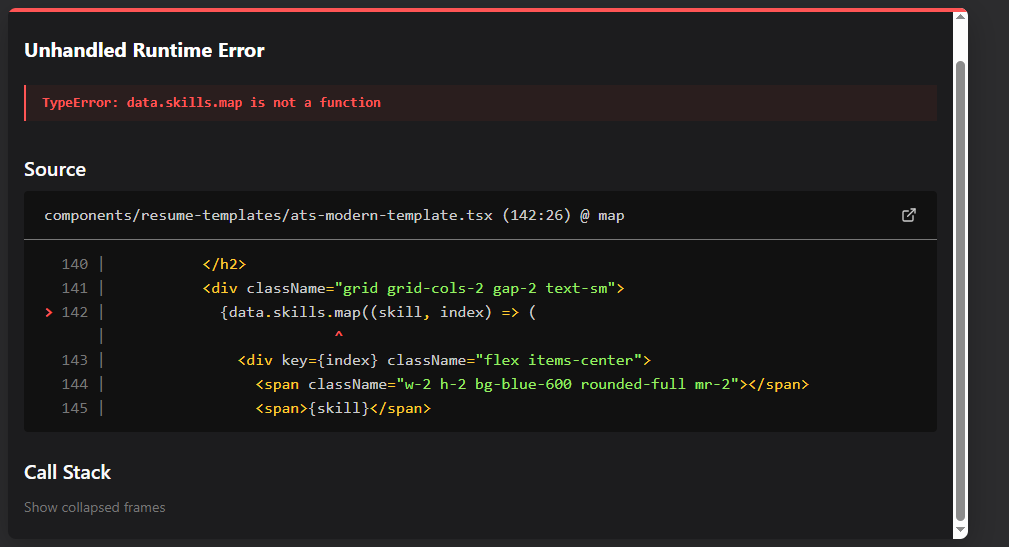 Unhandled Runtime Error
TypeError: data.skills.map is not a function
Source
components/resume-templates/ats-modern-template.tsx (142:26) @ map
140 | </h2>
141 | <div className="grid grid-cols-2 gap-2 text-sm">
> 142 | {data.skills.map((skill, index) => (
| ^
143 | <div key={index} className="flex items-center">
144 | <span className="w-2 h-2 bg-blue-600 rounded-full mr-2"></span>
145 | <span>{skill}</span>
Call Stack
Show collapsed frames